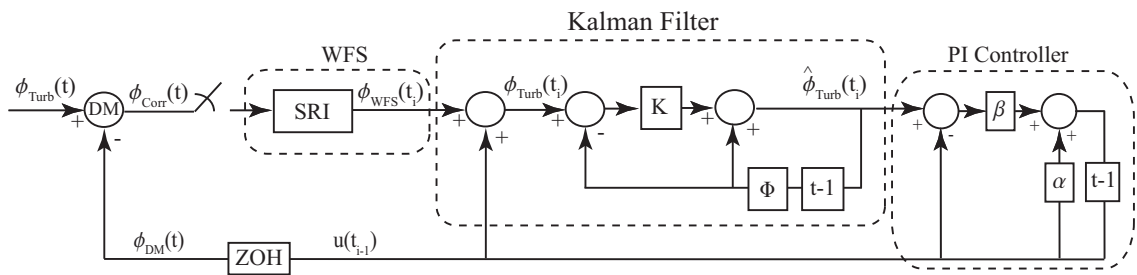 Kalman Filter
WFS
PI Controller
ϕTurb(t)
DM
ϕCorr(t)
SRI
ϕWFS(ti)
ϕTurb(ti)
K
ϕ̂Turb(ti)
β
+
-
+
+
+
-
+
+
+
-
+
+
Φ
t-1
α
t-1
ϕDM(t)
ZOH
u(ti-1)